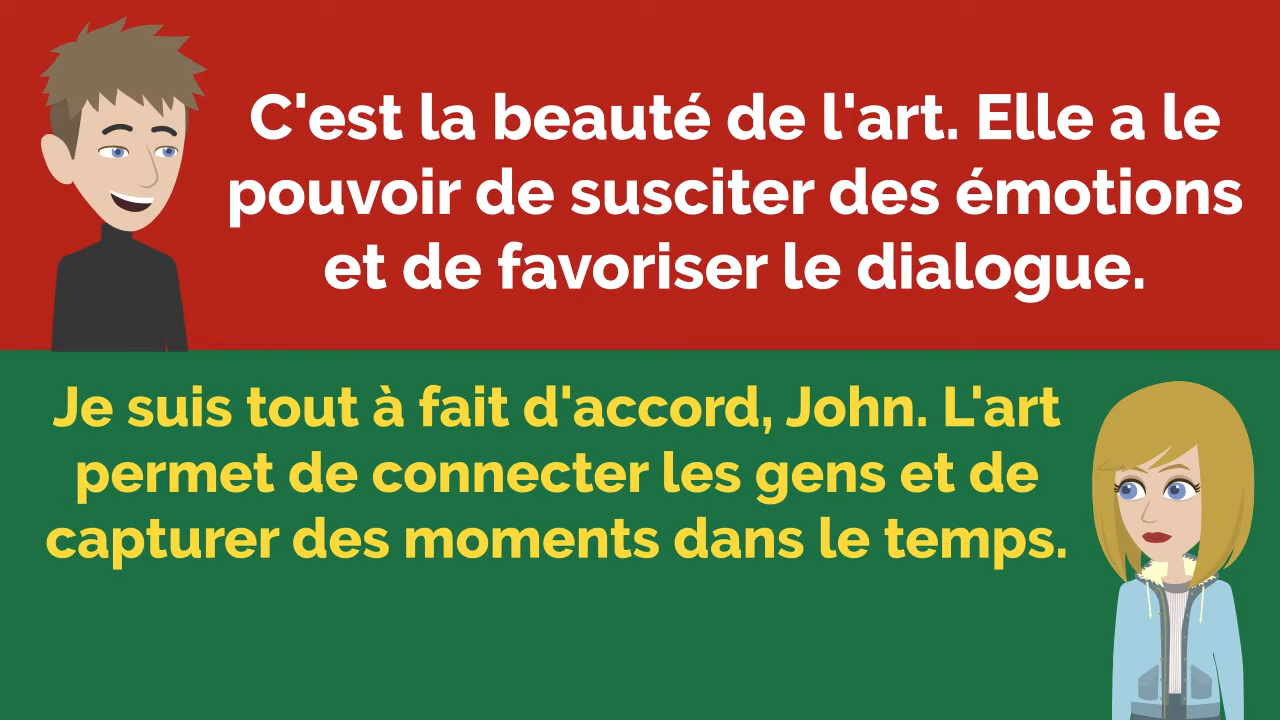 C'est la beauté de l'art. Elle a le
pouvoir de susciter des émotions
et de favoriser le dialogue.
Je suis tout à fait d'accord, John. L'art
permet de connecter les gens et de
capturer des moments dans le temps.